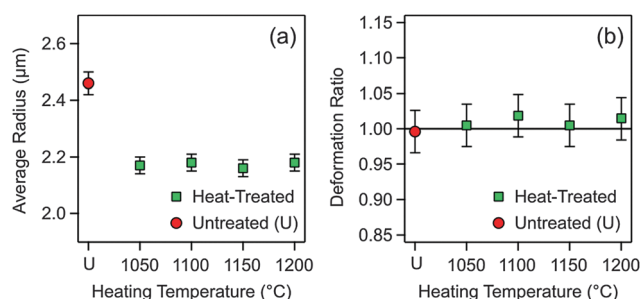 (a)
Average Radius (μm)
2.6
2.4
2.2
2.0
Heat-Treated
Untreated (U)
U 1050 1100 1150 1200
Heating Temperature (°C)
(b)
Deformation Ratio
1.15
1.10
1.05
1.00
0.95
0.90
0.85
Heat-Treated
Untreated (U)
U 1050 1100 1150 1200
Heating Temperature (°C)